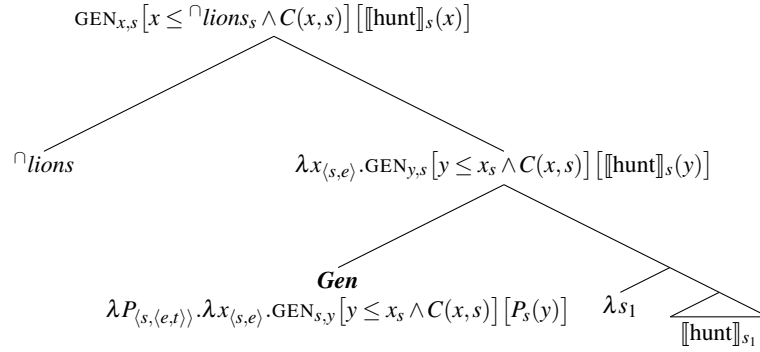 GEN_{x,s}[x ≤ ^∩lions_s ∧ C(x,s)][⟦hunt⟧_s(x)]
^∩lions
λx_{⟨s,e⟩}.GEN_{y,s}[y ≤ x_s ∧ C(x,s)][⟦hunt⟧_s(y)]
Gen
λP_{⟨s,⟨e,t⟩⟩}.λx_{⟨s,e⟩}.GEN_{s,y}[y ≤ x_s ∧ C(x,s)][P_s(y)]
λs_1
⟦hunt⟧_{s_1}